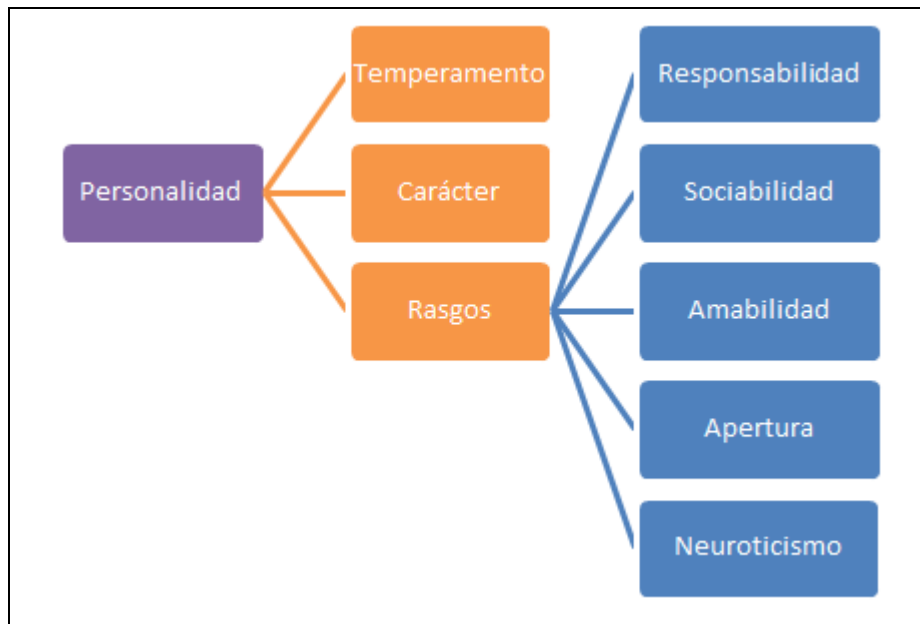 Personalidad
Temperamento
Carácter
Rasgos
Responsabilidad
Sociabilidad
Amabilidad
Apertura
Neuroticismo